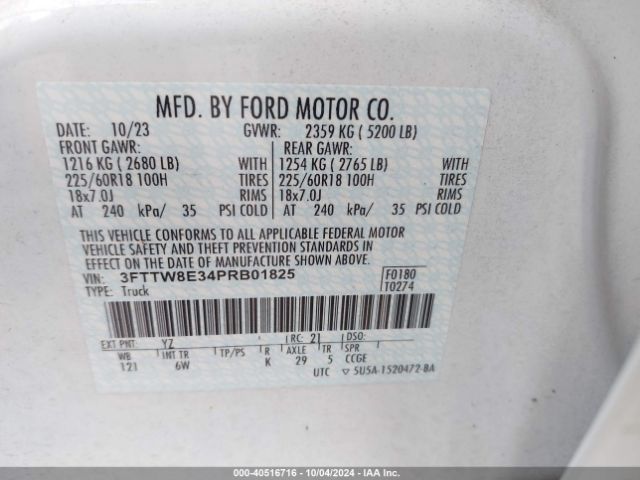 MFD. BY FORD MOTOR CO.
DATE: 10/23 GVWR: 2359 KG ( 5200 LB)
FRONT GAWR: REAR GAWR:
1216 KG ( 2680 LB) WITH 1254 KG ( 2765 LB) WITH
225/60R18 100H TIRES 225/60R18 100H TIRES
18x7.0J RIMS 18x7.0J RIMS
AT 240 kPa/ 35 PSI COLD AT 240 kPa/ 35 PSI COLD
THIS VEHICLE CONFORMS TO ALL APPLICABLE FEDERAL MOTOR
VEHICLE SAFETY AND THEFT PREVENTION STANDARDS IN
EFFECT ON THE DATE OF MANUFACTURE SHOWN ABOVE.
VIN: 3FTTW8E34PRB01825 F0180
TYPE: Truck T0274
EXT PNT: YZ RC: 21 DSO:
WB INT TR TP/PS R AXLE TR SPR
121 6W K 29 5 CCGE
UTC ▽ 5U5A-1520472-BA
000-40516716 - 10/04/2024 - IAA Inc.